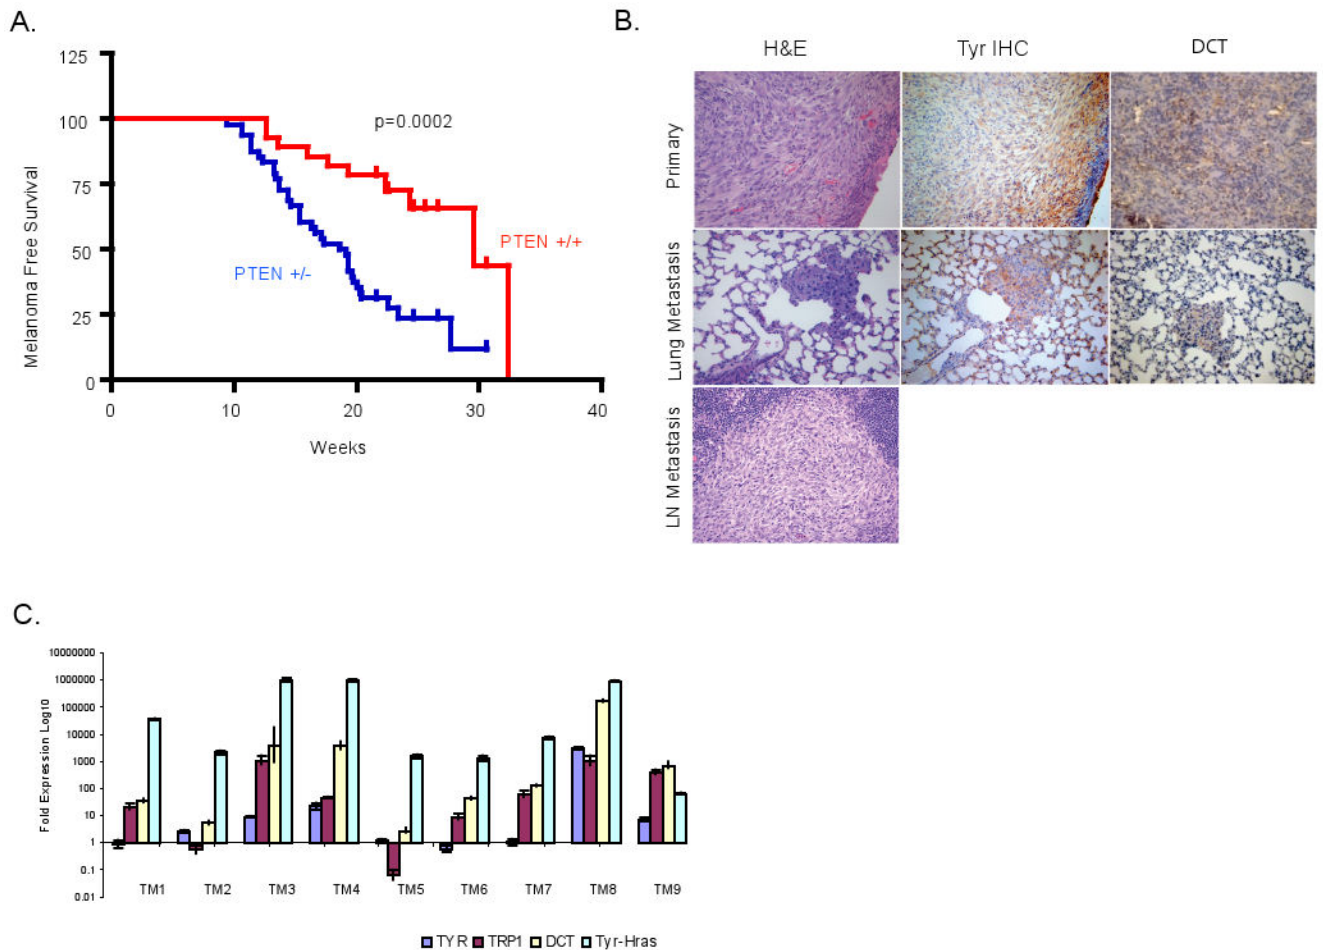 A.
125
100
75
50
25
0
Melanoma Free Survival
p=0.0002
PTEN +/+
PTEN +/-
0 10 20 30 40
Weeks
B.
H&E Tyr IHC DCT
Primary
Lung Metastasis
LN Metastasis
C.
Fold Expression Log10
10000000
1000000
100000
10000
1000
100
10
1
0.1
0.01
TM1 TM2 TM3 TM4 TM5 TM6 TM7 TM8 TM9
TYR TRP1 DCT Tyr-Hras